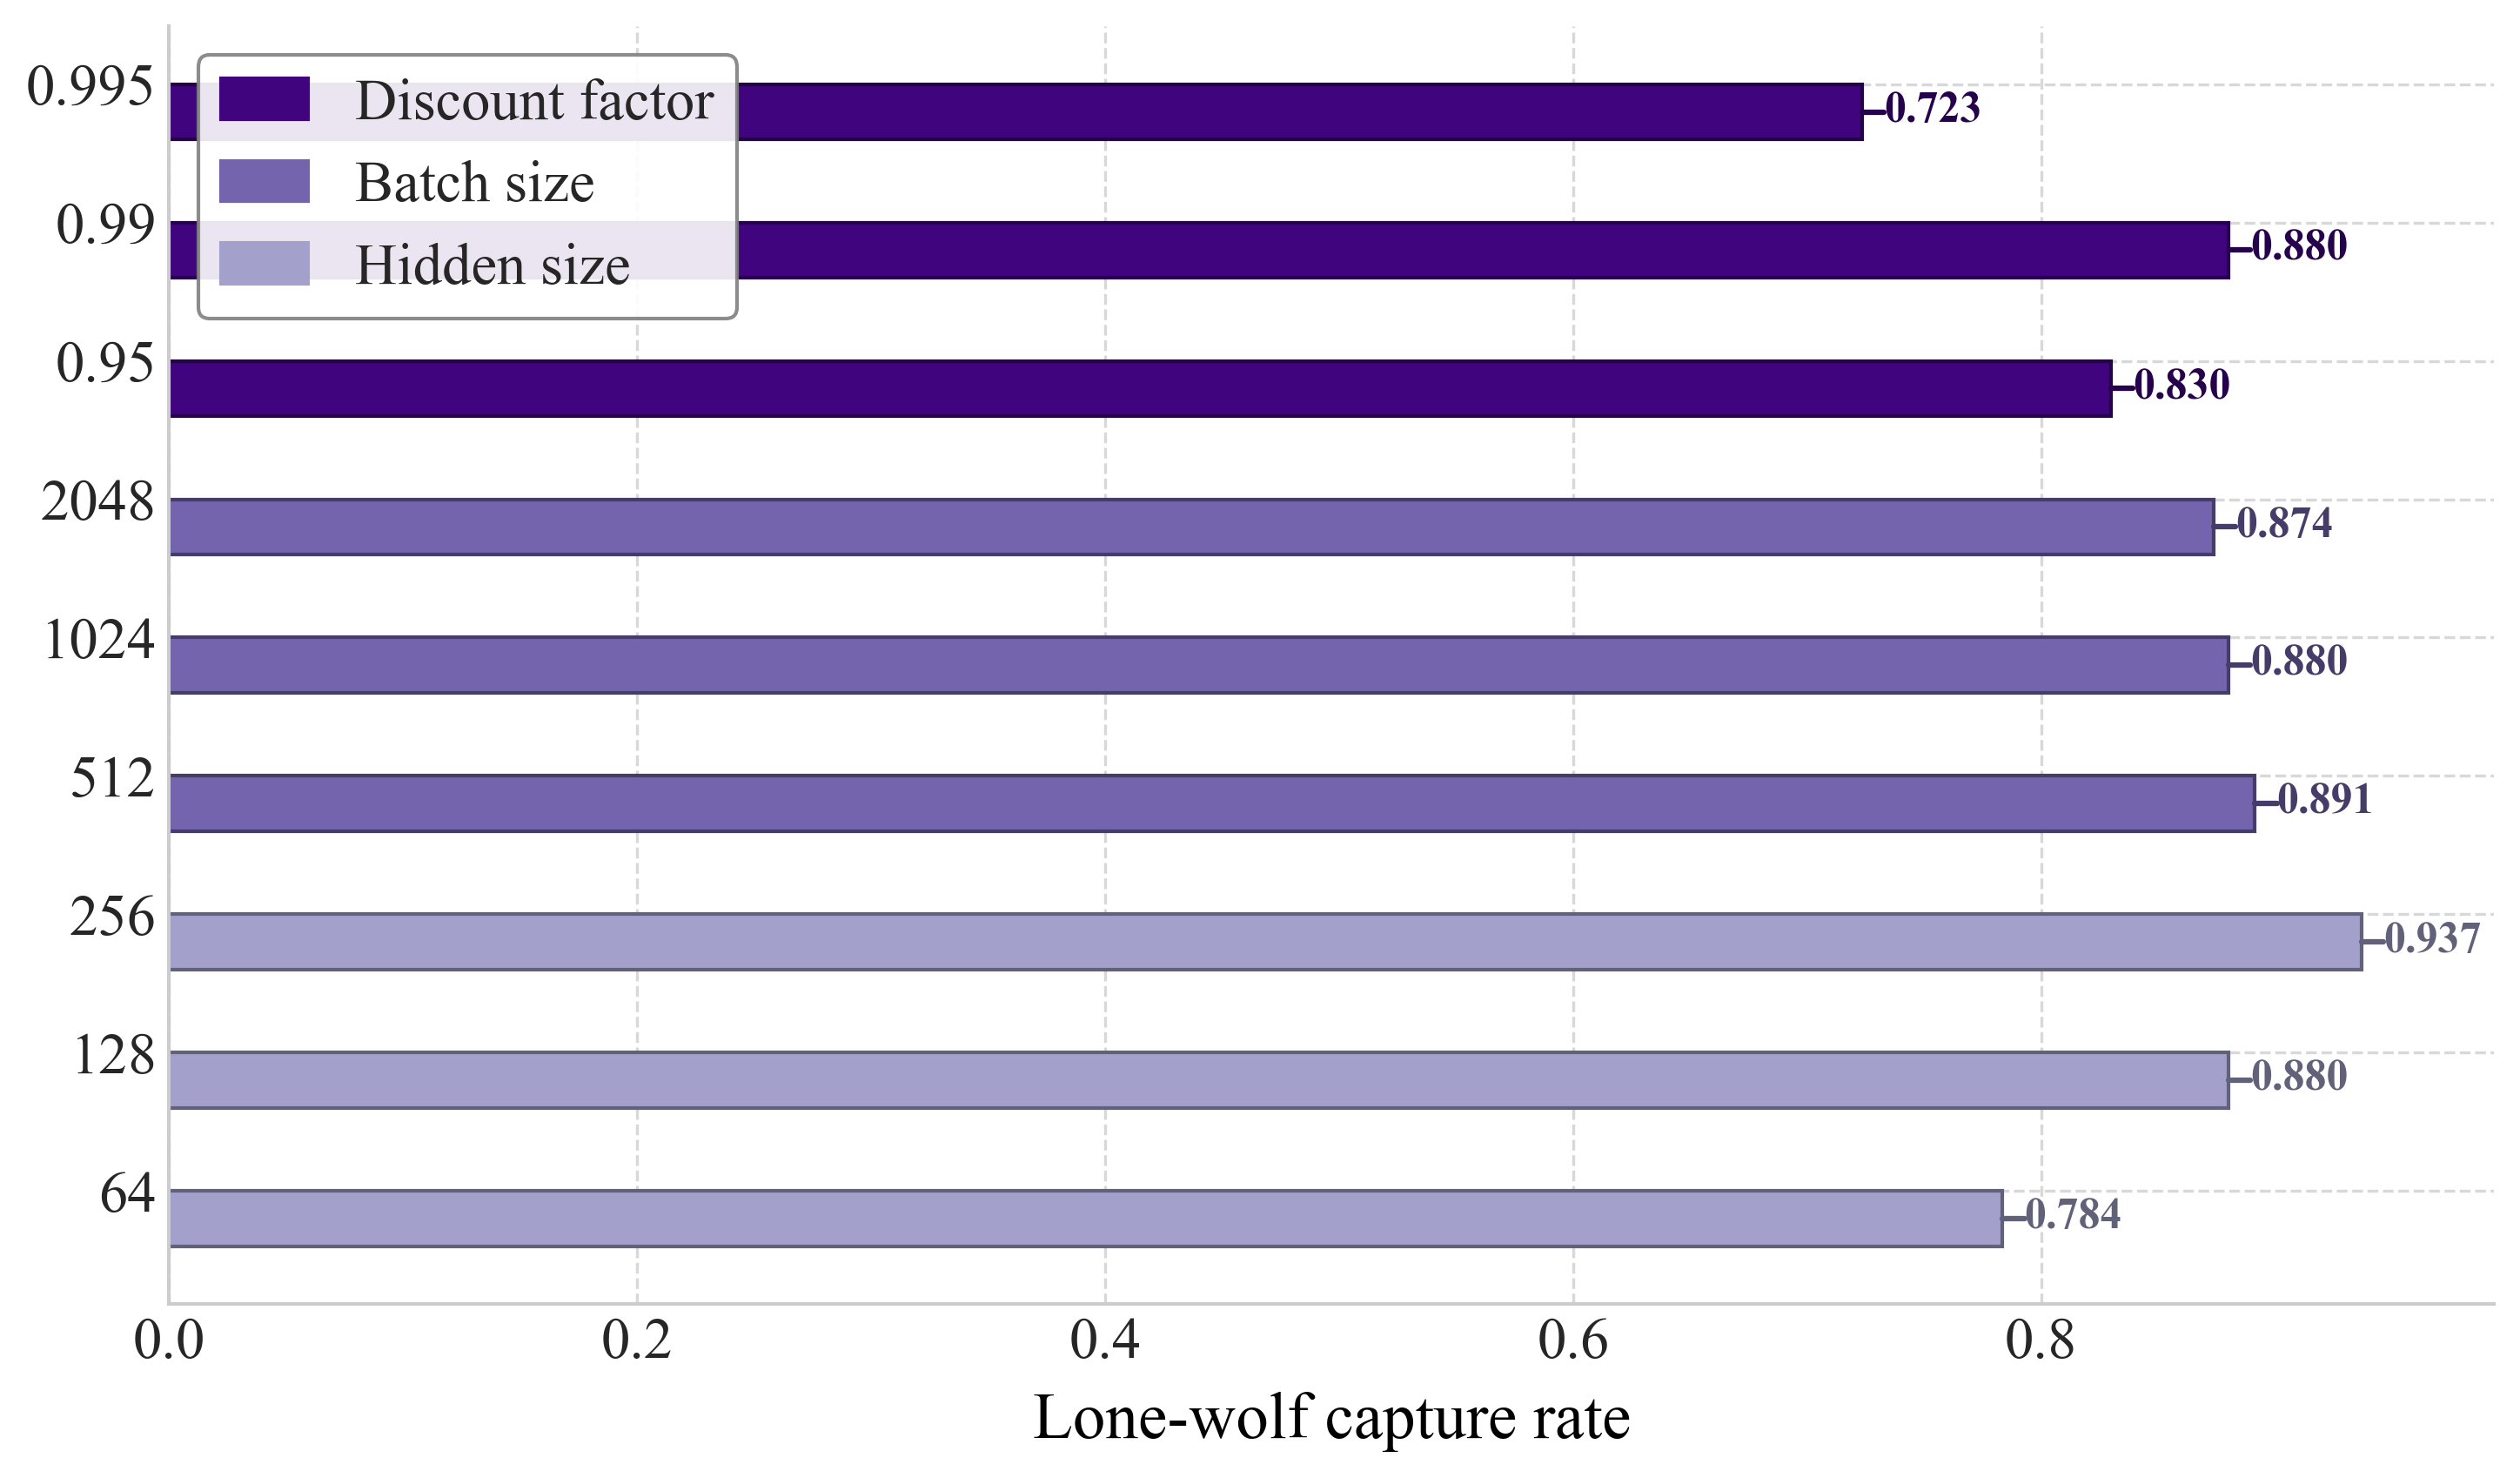 Discount factor
Batch size
Hidden size
0.995 0.723
0.99 0.880
0.95 0.830
2048 0.874
1024 0.880
512 0.891
256 0.937
128 0.880
64 0.784
0.0 0.2 0.4 0.6 0.8
Lone-wolf capture rate